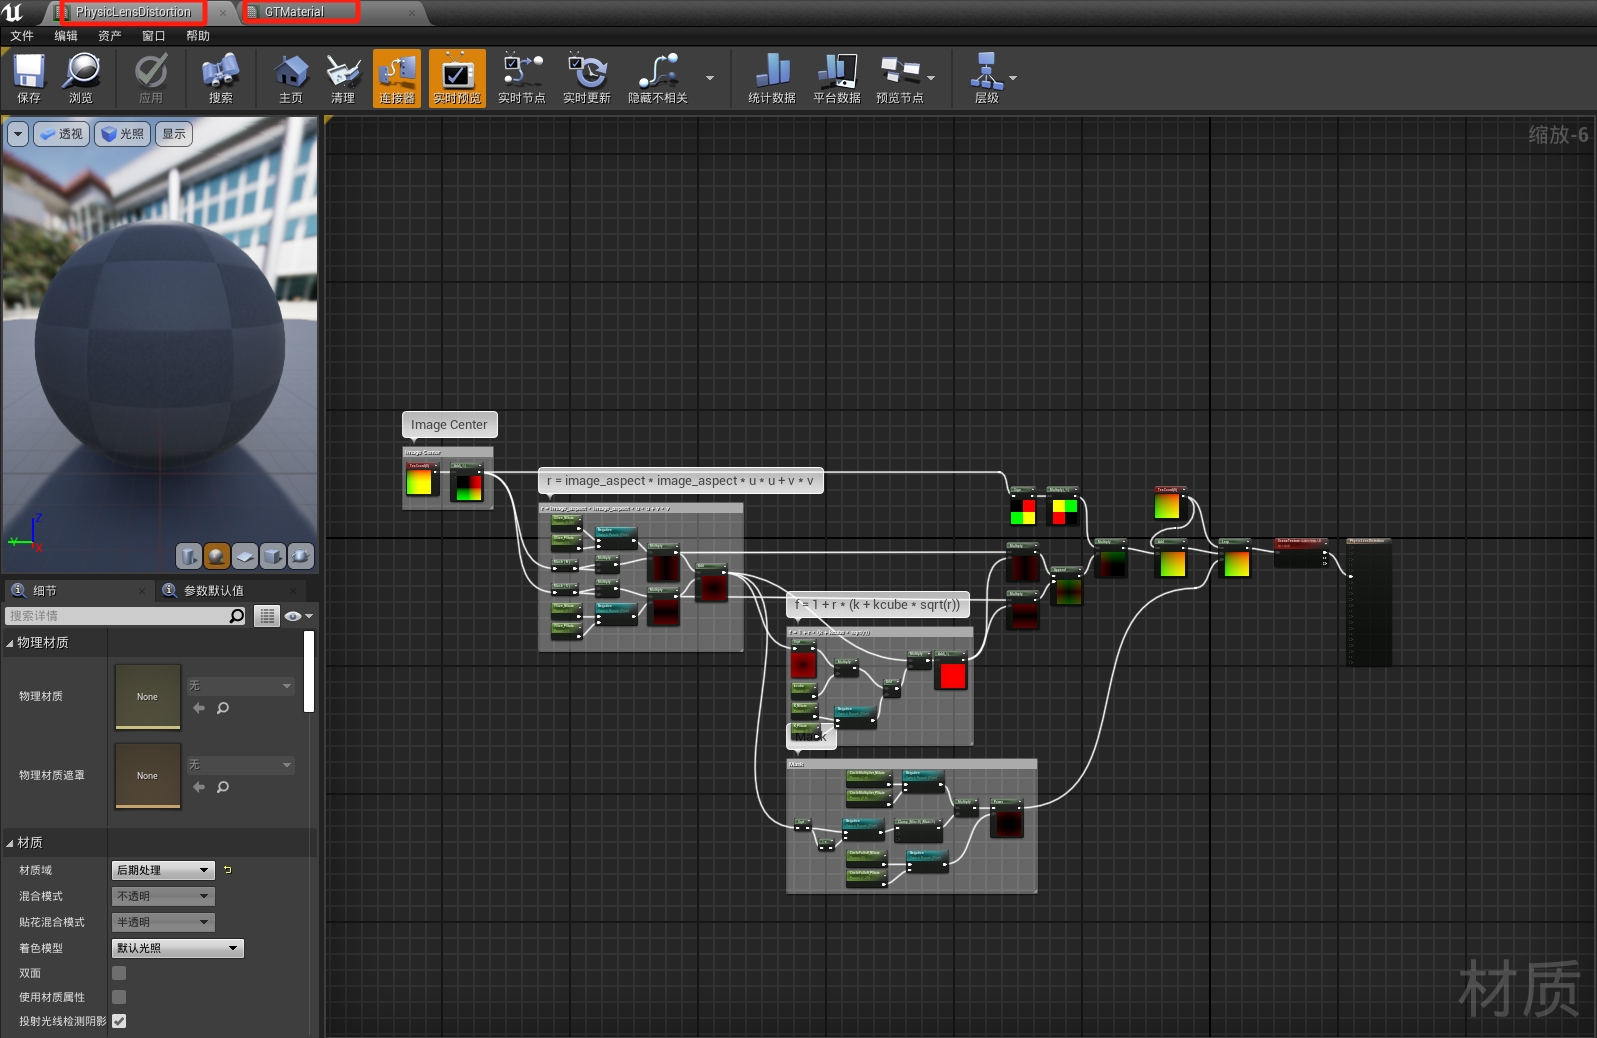 PhysicLensDistortion
GTMaterial
文件
编辑
资产
窗口
帮助
保存
浏览
应用
搜索
主页
清理
连接器
实时预览
实时节点
实时更新
隐藏不相关
统计数据
平台数据
预览节点
层级
透视
光照
显示
缩放-6
Image Center
Image Center
r = image_aspect * image_aspect * u * u + v * v
r = image_aspect * image_aspect * u * u + v * v
f = 1 + r * (k + kcube * sqrt(r))
f = 1 + r * (k + kcube * sqrt(r))
Mask
Mask
细节
参数默认值
搜索详情
物理材质
物理材质
None
无
物理材质遮罩
None
无
材质
材质域
后期处理
混合模式
不透明
贴花混合模式
半透明
着色模型
默认光照
双面
使用材质属性
投射光线检测阴影
材质